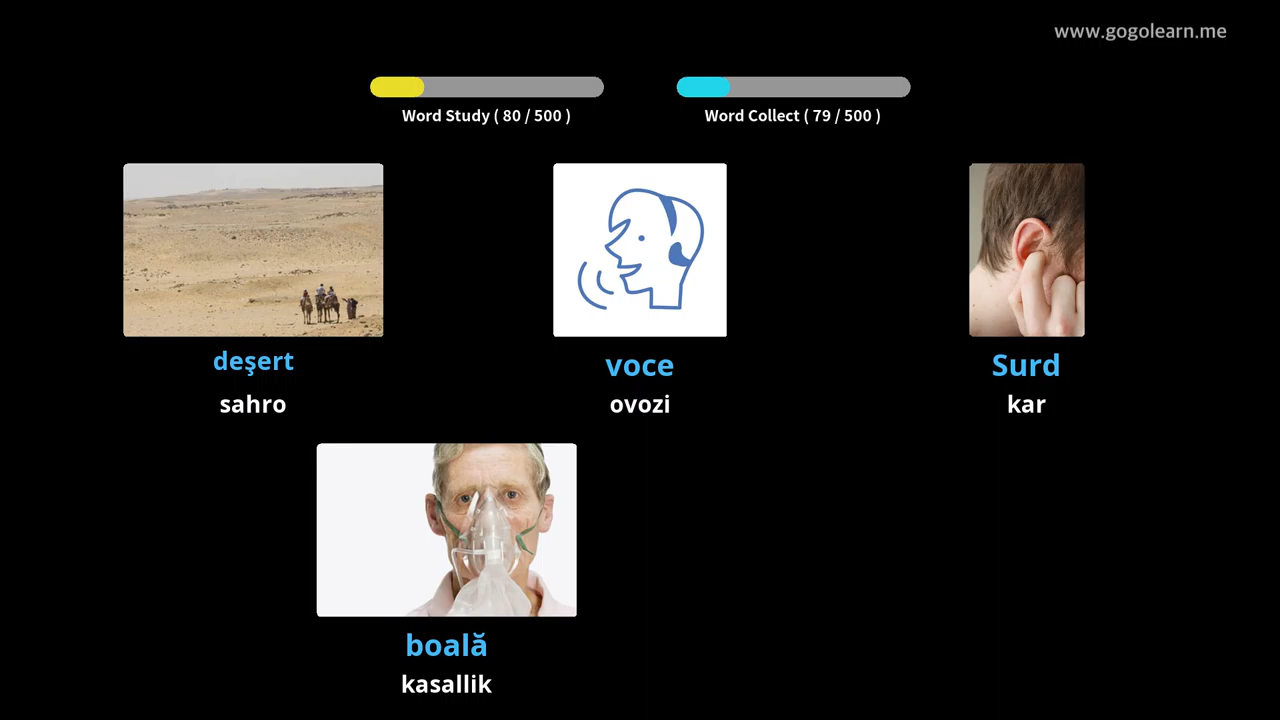 www.gogolearn.me
Word Study ( 80 / 500 )
Word Collect ( 79 / 500 )
deşert
sahro
voce
ovozi
Surd
kar
boală
kasallik